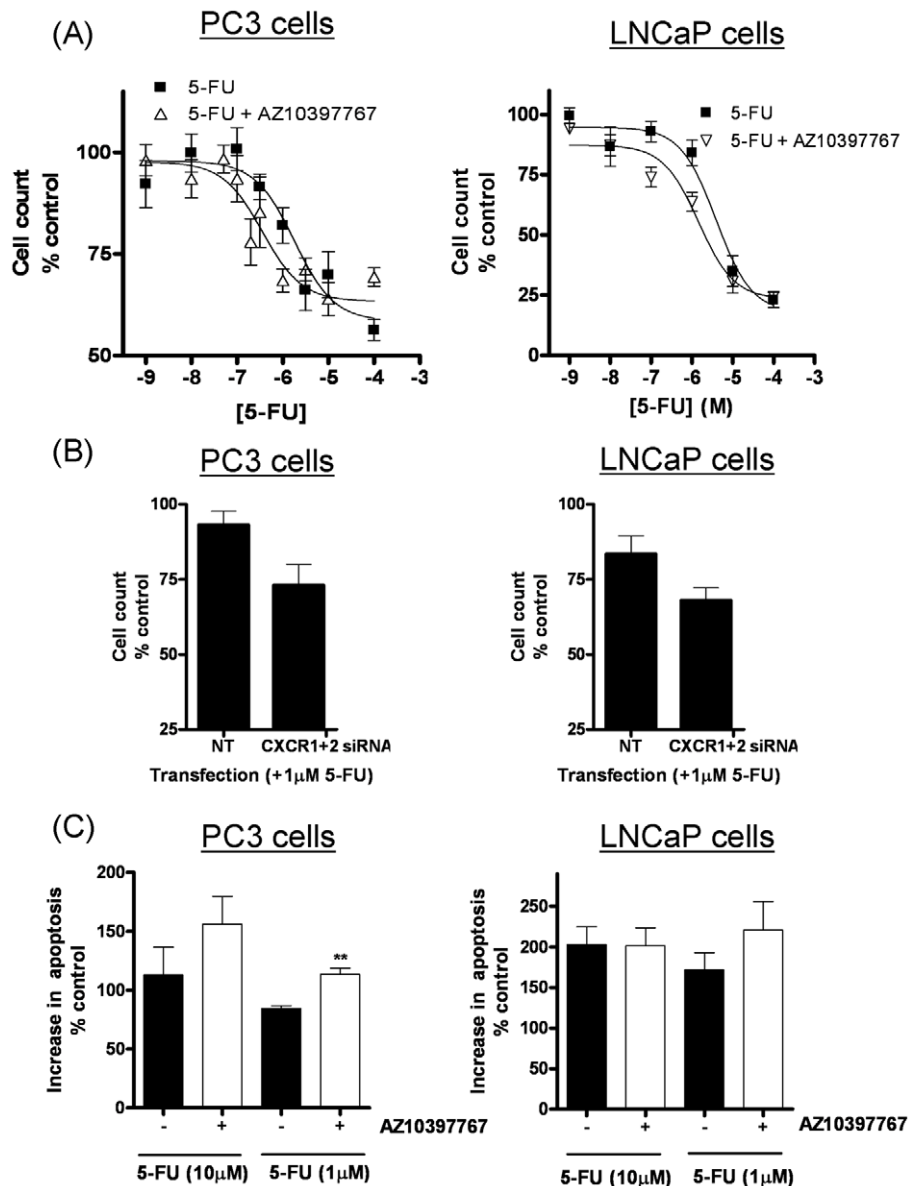 (A)
PC3 cells
LNCaP cells
5-FU
5-FU + AZ10397767
100
75
50
Cell count
% control
-9 -8 -7 -6 -5 -4 -3
[5-FU]
5-FU
5-FU + AZ10397767
100
75
50
25
0
Cell count
% control
-9 -8 -7 -6 -5 -4 -3
[5-FU] (M)
(B)
PC3 cells
LNCaP cells
100
75
50
25
Cell count
% control
NT CXCR1+2 siRNA
Transfection (+1μM 5-FU)
100
75
50
25
Cell count
% control
NT CXCR1+2 siRNA
Transfection (+1μM 5-FU)
(C)
PC3 cells
LNCaP cells
200
150
100
50
0
Increase in apoptosis
% control
**
- + - +
AZ10397767
5-FU (10μM) 5-FU (1μM)
250
200
150
100
50
0
Increase in apoptosis
% control
- + - +
5-FU (10μM) 5-FU (1μM)